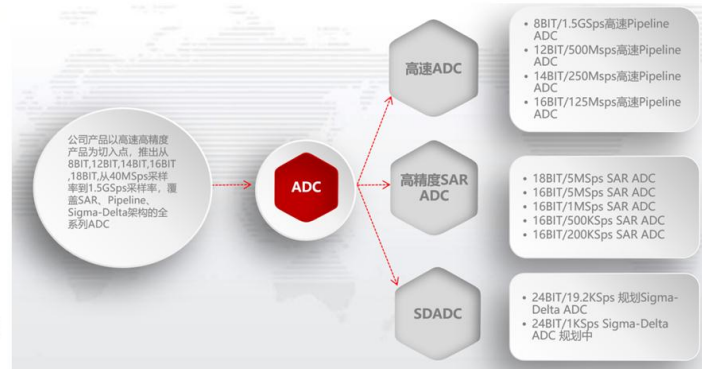 公司产品以高速高精度
产品为切入点，推出从
8BIT,12BIT,14BIT,16BIT
,18BIT,从40MSps采样
率到1.5GSps采样率，覆
盖SAR、Pipeline、
Sigma-Delta架构的全
系列ADC
ADC
高速ADC
• 8BIT/1.5GSps高速Pipeline
ADC
• 12BIT/500Msps高速Pipeline
ADC
• 14BIT/250Msps高速Pipeline
ADC
• 16BIT/125Msps高速Pipeline
ADC
高精度SAR
ADC
• 18BIT/5MSps SAR ADC
• 16BIT/5MSps SAR ADC
• 16BIT/1MSps SAR ADC
• 16BIT/500KSps SAR ADC
• 16BIT/200KSps SAR ADC
SDADC
• 24BIT/19.2KSps 规划Sigma-
Delta ADC
• 24BIT/1KSps Sigma-Delta
ADC 规划中